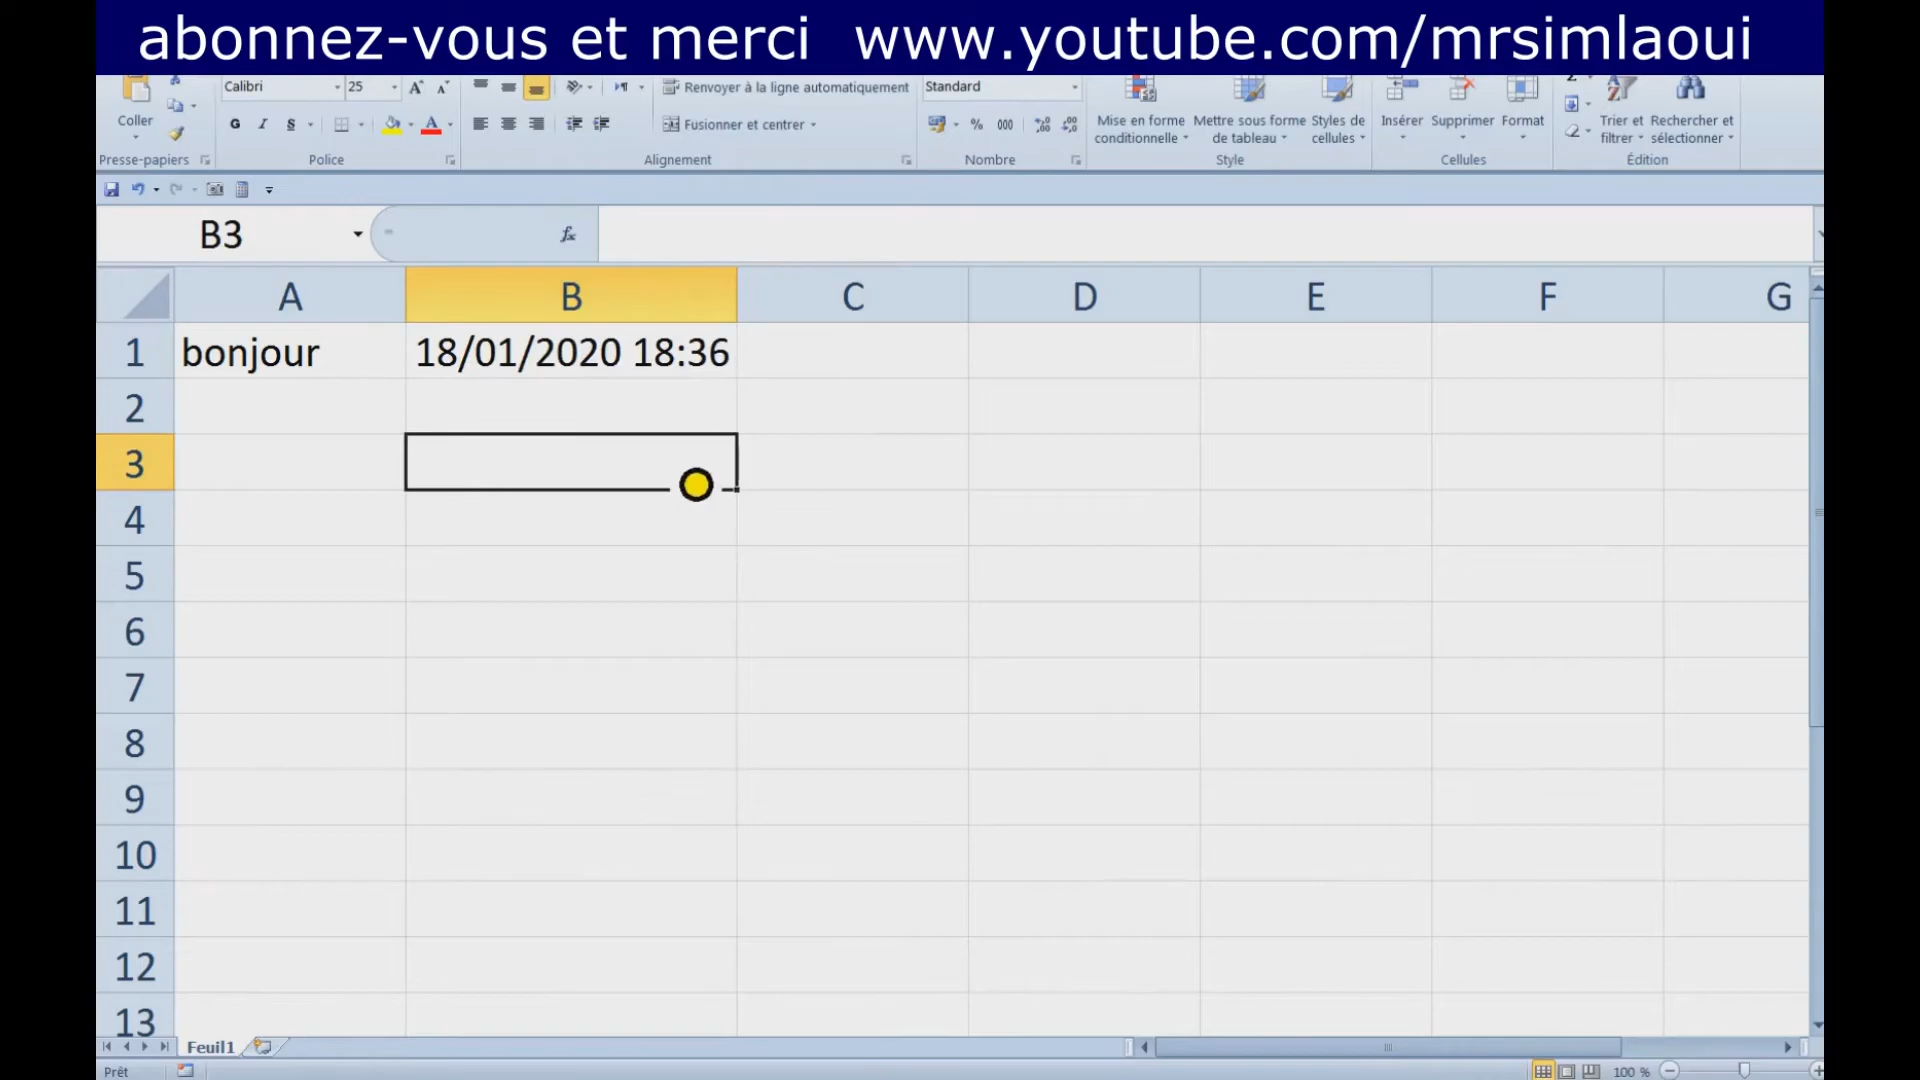 abonnez-vous et merci www.youtube.com/mrsimlaoui
Calibri 25 Renvoyer à la ligne automatiquement Standard
Coller G I S A Fusionner et centrer % 000 Mise en forme conditionnelle Mettre sous forme de tableau Styles de cellules Insérer Supprimer Format Trier et filtrer Rechercher et sélectionner
Presse-papiers Police Alignement Nombre Style Cellules Édition
B3 fx
A B C D E F G
1 bonjour 18/01/2020 18:36
2
3
4
5
6
7
8
9
10
11
12
13
Feuil1
Prêt 100 %